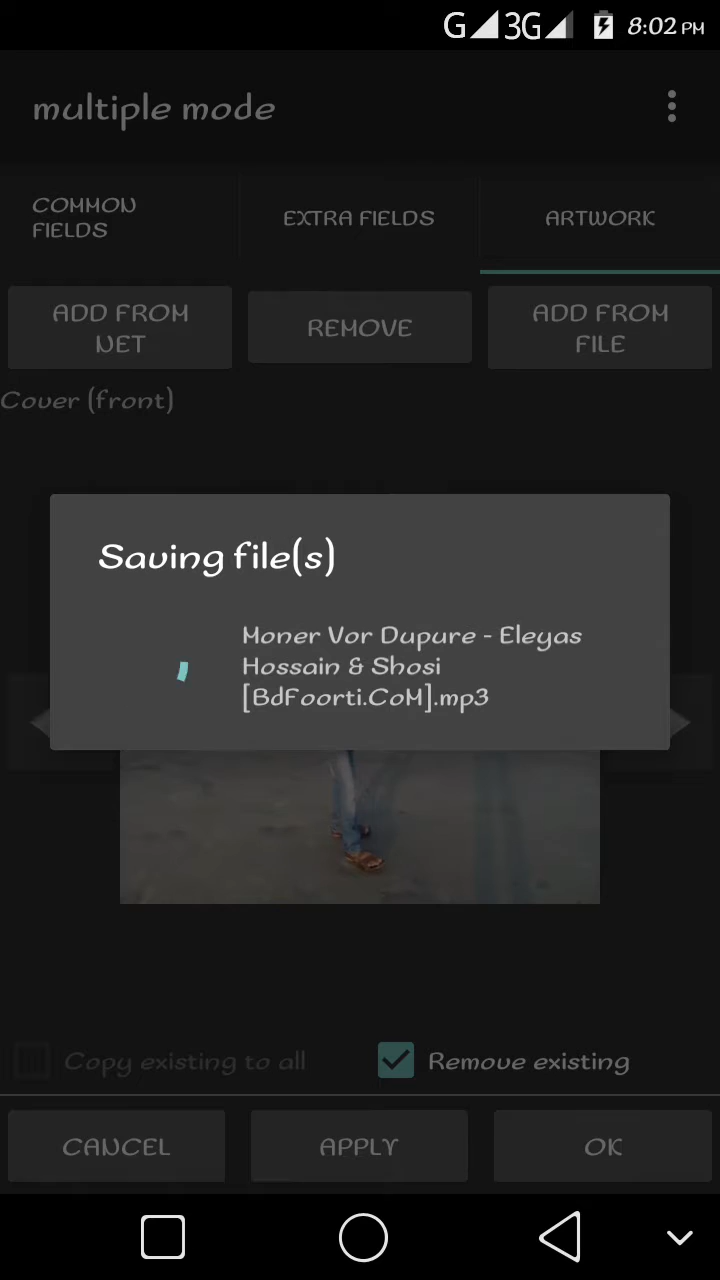 G 3G 8:02 PM
multiple mode
COMMON
FIELDS
EXTRA FIELDS
ARTWORK
ADD FROM
NET
REMOVE
ADD FROM
FILE
Cover (front)
Saving file(s)
Moner Vor Dupure - Eleyas
Hossain & Shosi
[BdFoorti.CoM].mp3
Copy existing to all
Remove existing
CANCEL
APPLY
OK